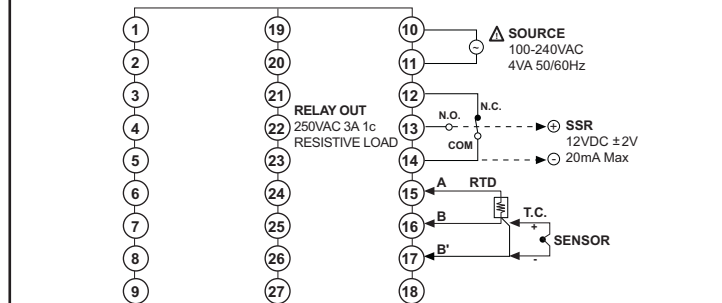 1 19 10 ⚠ SOURCE
100-240VAC
2 20 11 4VA 50/60Hz
3 21 12 N.C.
RELAY OUT N.O.
4 22 250VAC 3A 1c 13 + SSR
RESISTIVE LOAD COM 12VDC ±2V
5 23 14 - 20mA Max
6 24 15 A RTD
7 25 16 B T.C.
+
SENSOR
8 26 17 B' -
9 27 18